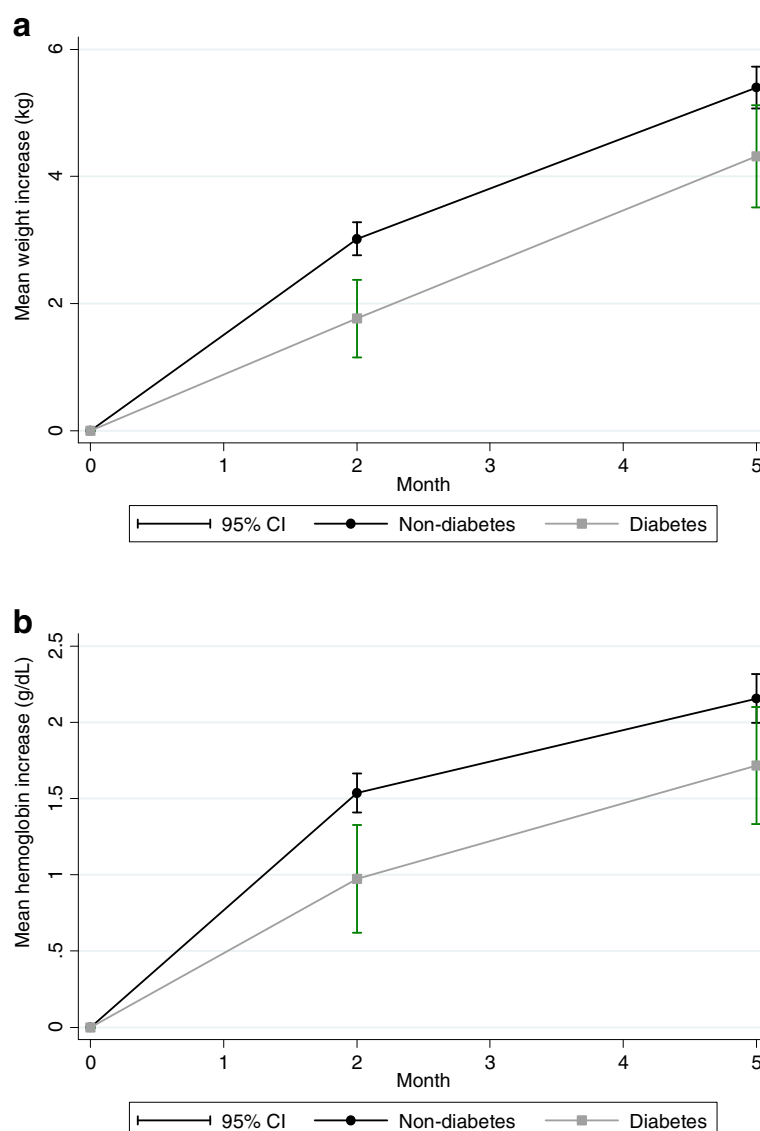 a
Mean weight increase (kg)
6
4
2
0
0 1 2 3 4 5
Month
95% CI Non-diabetes Diabetes
b
Mean hemoglobin increase (g/dL)
2.5
2
1.5
1
.5
0
0 1 2 3 4 5
Month
95% CI Non-diabetes Diabetes